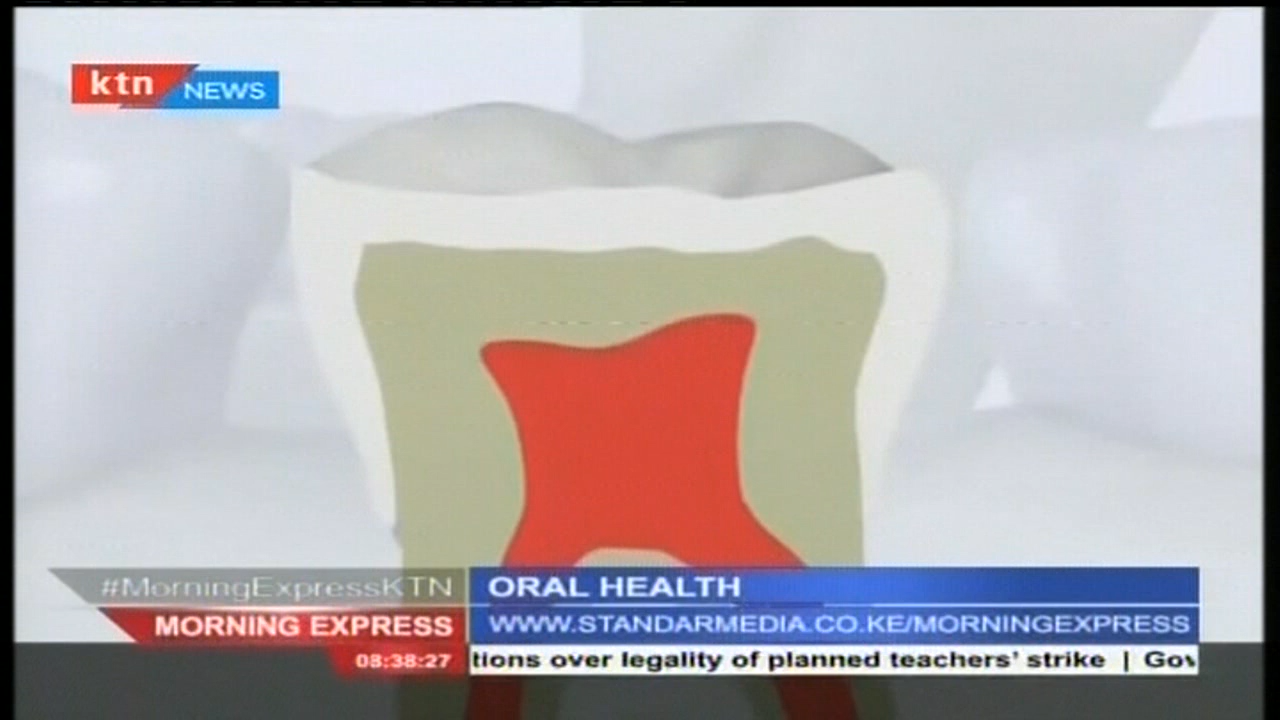 ktn NEWS
#MorningExpressKTN
ORAL HEALTH
MORNING EXPRESS
WWW.STANDARMEDIA.CO.KE/MORNINGEXPRESS
08:38:27
tions over legality of planned teachers' strike | Gov